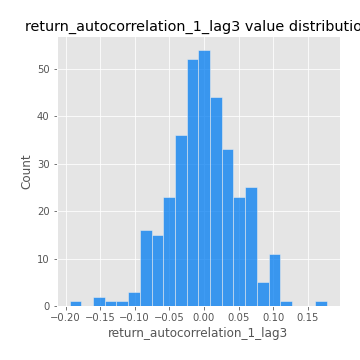 return_autocorrelation_1_lag3 value distributio
50
40
30
20
10
0
Count
−0.20 −0.15 −0.10 −0.05 0.00 0.05 0.10 0.15
return_autocorrelation_1_lag3